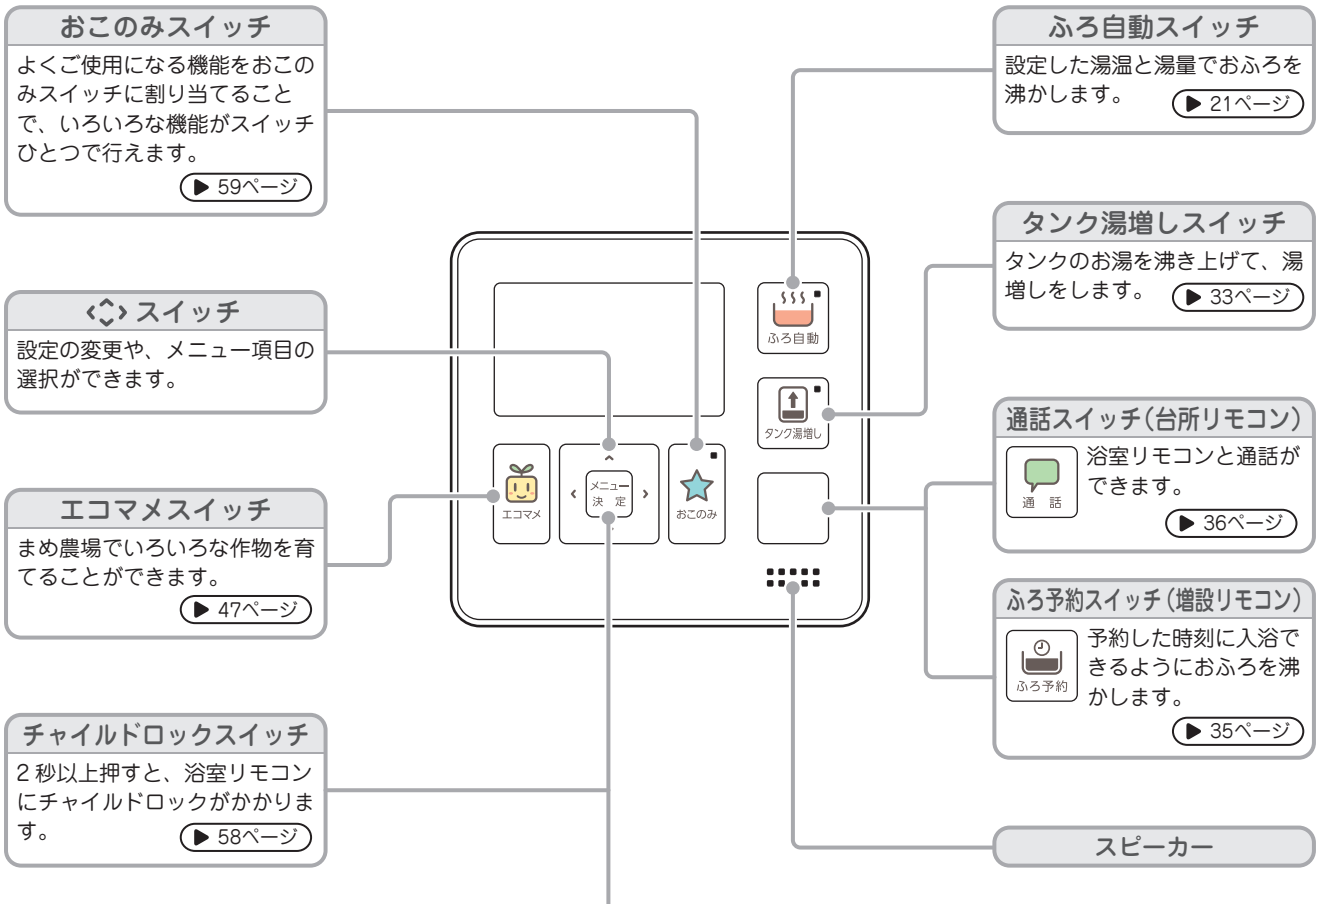 おこのみスイッチ
よくご使用になる機能をおこの
みスイッチに割り当てること
で、いろいろな機能がスイッチ
ひとつで行えます。
▶ 59ページ
スイッチ
設定の変更や、メニュー項目の
選択ができます。
エコマメスイッチ
まめ農場でいろいろな作物を育
てることができます。
▶ 47ページ
チャイルドロックスイッチ
2 秒以上押すと、浴室リモコン
にチャイルドロックがかかりま
す。
▶ 58ページ
ふろ自動
タンク湯増し
エコマメ
メニュー
決 定
おこのみ
ふろ自動スイッチ
設定した湯温と湯量でおふろを
沸かします。
▶ 21ページ
タンク湯増しスイッチ
タンクのお湯を沸き上げて、湯
増しをします。
▶ 33ページ
通話スイッチ(台所リモコン)
通 話
浴室リモコンと通話が
できます。
▶ 36ページ
ふろ予約スイッチ(増設リモコン)
ふろ予約
予約した時刻に入浴で
きるようにおふろを沸
かします。
▶ 35ページ
スピーカー